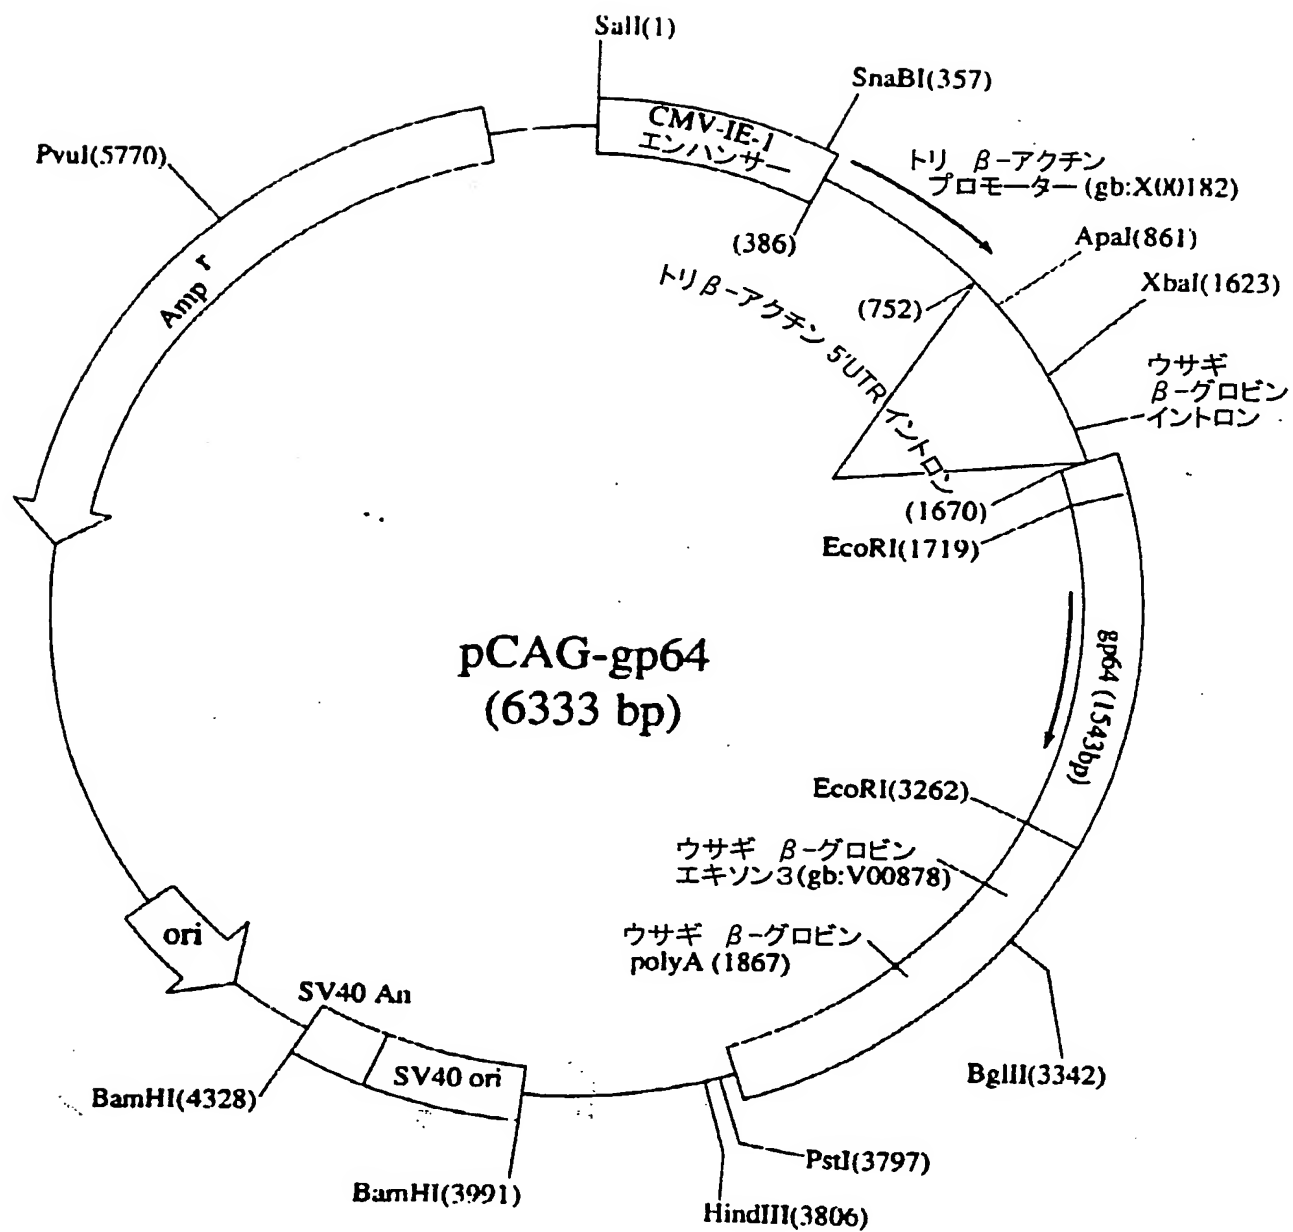 SalI(1)
SnaBI(357)
CMV-IE-1
エンハンサー
PvuI(5770)
トリ β-アクチン
プロモーター(gb:X00182)
(386)
ApaI(861)
XbaI(1623)
(752)
トリβ-アクチン 5'UTR イントロン
ウサギ
β-グロビン
イントロン
Amp r
(1670)
EcoRI(1719)
pCAG-gp64
(6333 bp)
gp64 (1543bp)
EcoRI(3262)
ウサギ β-グロビン
エキソン3(gb:V00878)
ウサギ β-グロビン
polyA (1867)
ori
SV40 An
SV40 ori
BglII(3342)
BamHI(4328)
BamHI(3991)
PstI(3797)
HindIII(3806)